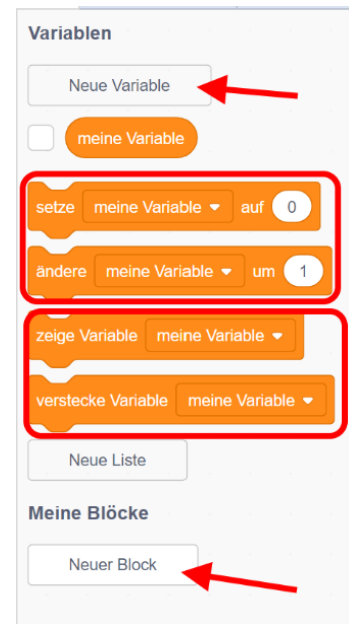 Variablen
Neue Variable
meine Variable
setze meine Variable auf 0
ändere meine Variable um 1
zeige Variable meine Variable
verstecke Variable meine Variable
Neue Liste
Meine Blöcke
Neuer Block